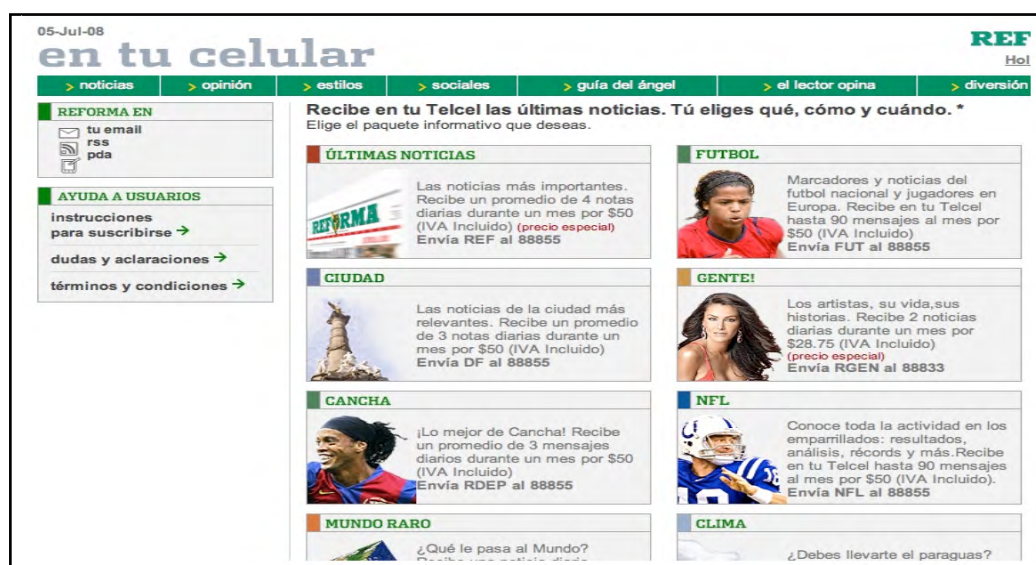 05-Jul-08
en tu celular
REF
Hol
> noticias > opinión > estilos > sociales > guía del ángel > el lector opina > diversión
REFORMA EN
tu email
rss
pda
AYUDA A USUARIOS
instrucciones
para suscribirse →
dudas y aclaraciones →
términos y condiciones →
Recibe en tu Telcel las últimas noticias. Tú eliges qué, cómo y cuándo. *
Elige el paquete informativo que deseas.
ÚLTIMAS NOTICIAS
REFORMA
Las noticias más importantes.
Recibe un promedio de 4 notas
diarias durante un mes por $50
(IVA Incluido) (precio especial)
Envía REF al 88855
FUTBOL
Marcadores y noticias del
futbol nacional y jugadores en
Europa. Recibe en tu Telcel
hasta 90 mensajes al mes por
$50 (IVA Incluido)
Envía FUT al 88855
CIUDAD
Las noticias de la ciudad más
relevantes. Recibe un promedio
de 3 notas diarias durante un
mes por $50 (IVA Incluido)
Envía DF al 88855
GENTE!
Los artistas, su vida,sus
historias. Recibe 2 noticias
diarias durante un mes por
$28.75 (IVA Incluido)
(precio especial)
Envía RGEN al 88833
CANCHA
¡Lo mejor de Cancha! Recibe
un promedio de 3 mensajes
diarios durante un mes por $50
(IVA Incluido)
Envía RDEP al 88855
NFL
Conoce toda la actividad en los
emparrillados: resultados,
análisis, récords y más.Recibe
en tu Telcel hasta 90 mensajes
al mes por $50 (IVA Incluido).
Envía NFL al 88855
18
MUNDO RARO
¿Qué le pasa al Mundo?
Recibe una noticia diaria
CLIMA
¿Debes llevarte el paraguas?